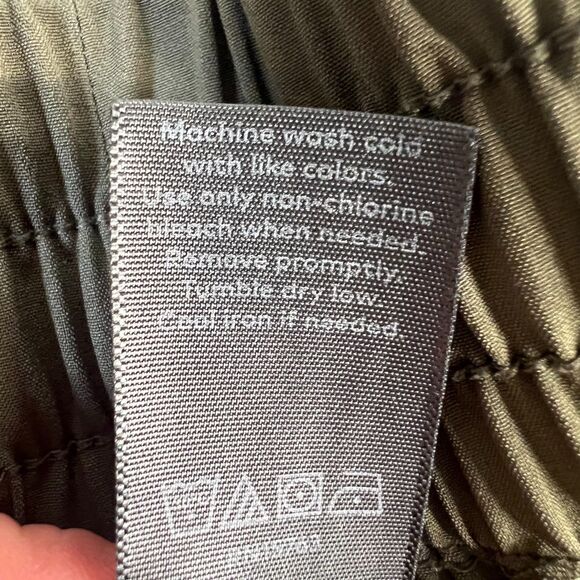 Machine wash cold
with like colors.
Use only non-chlorine
bleach when needed.
Remove promptly.
Tumble dry low.
Cool iron if needed.